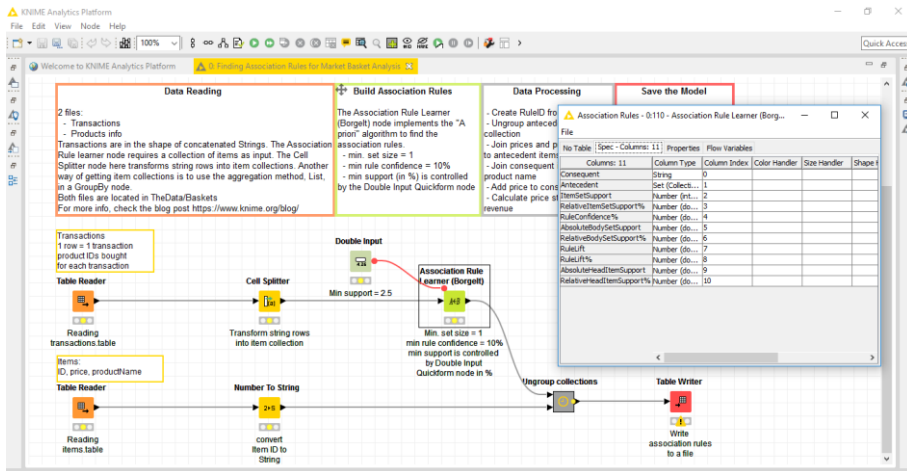 KNIME Analytics Platform
File Edit View Node Help
100%
Quick Acces
Welcome to KNIME Analytics Platform
0: Finding Association Rules for Market Basket Analysis
Data Reading
2 files:
- Transactions
- Products info
Transactions are in the shape of concatenated Strings. The Association
Rule learner node requires a collection of items as input. The Cell
Splitter node here transforms string rows into item collections. Another
way of getting item collections is to use the aggregation method, List,
in a GroupBy node.
Both files are located in TheData/Baskets
For more info, check the blog post https://www.knime.org/blog/
Build Association Rules
The Association Rule Learner
(Borgelt) node implements the "A
priori" algorithm to find the
association rules.
- min. set size = 1
- min rule confidence = 10%
- min support (in %) is controlled
by the Double Input Quickform node
Data Processing
- Create RuleID fro
- Ungroup anteced
collection
- Join prices and p
to antecedent items
- Join consequent
product name
- Add price to cons
- Calculate price st
revenue
Save the Model
Association Rules - 0:110 - Association Rule Learner (Borg...
File
No Table Spec - Columns: 11 Properties Flow Variables
Columns: 11 Column Type Column Index Color Handler Size Handler Shape H
Consequent String 0
Antecedent Set (Collecti... 1
ItemSetSupport Number (int... 2
RelativeItemSetSupport% Number (do... 3
RuleConfidence% Number (do... 4
AbsoluteBodySetSupport Number (do... 5
RelativeBodySetSupport% Number (do... 6
RuleLift Number (do... 7
RuleLift% Number (do... 8
AbsoluteHeadItemSupport Number (do... 9
RelativeHeadItemSupport% Number (do... 10
Transactions
1 row = 1 transaction
product IDs bought
for each transaction
Table Reader
Reading
transactions.table
Cell Splitter
Transform string rows
into item collection
Double Input
Min support = 2.5
Association Rule
Learner (Borgelt)
Min. set size = 1
min rule confidence = 10%
min support is controlled
by Double Input
Quickform node in %
Items:
ID, price, productName
Table Reader
Reading
items.table
Number To String
convert
Item ID to
String
Ungroup collections
Table Writer
Write
association rules
to a file